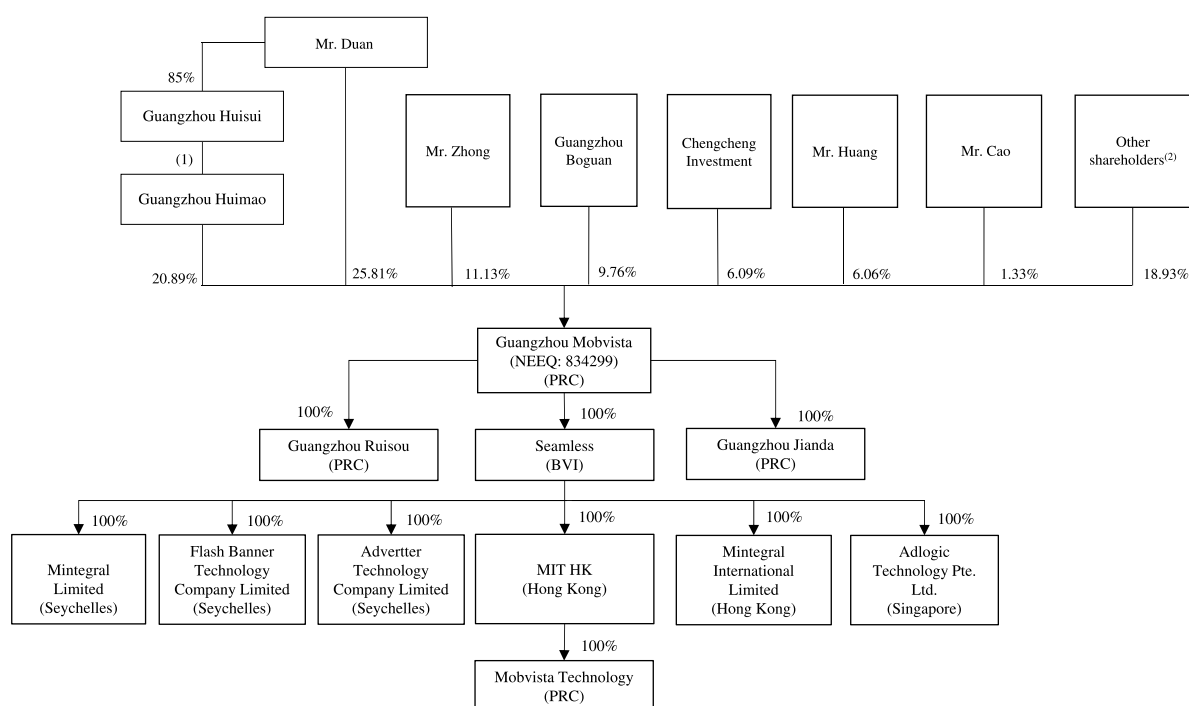 Mr. Duan
85%
Guangzhou Huisui
(1)
Guangzhou Huimao
Mr. Zhong
Guangzhou
Boguan
Chengcheng
Investment
Mr. Huang
Mr. Cao
Other
shareholders(2)
20.89%
25.81%
11.13%
9.76%
6.09%
6.06%
1.33%
18.93%
Guangzhou Mobvista
(NEEQ: 834299)
(PRC)
100%
100%
100%
Guangzhou Ruisou
(PRC)
Seamless
(BVI)
Guangzhou Jianda
(PRC)
100%
100%
100%
100%
100%
100%
Mintegral
Limited
(Seychelles)
Flash Banner
Technology
Company Limited
(Seychelles)
Advertter
Technology
Company Limited
(Seychelles)
MIT HK
(Hong Kong)
Mintegral
International
Limited
(Hong Kong)
Adlogic
Technology Pte.
Ltd.
(Singapore)
100%
Mobvista Technology
(PRC)